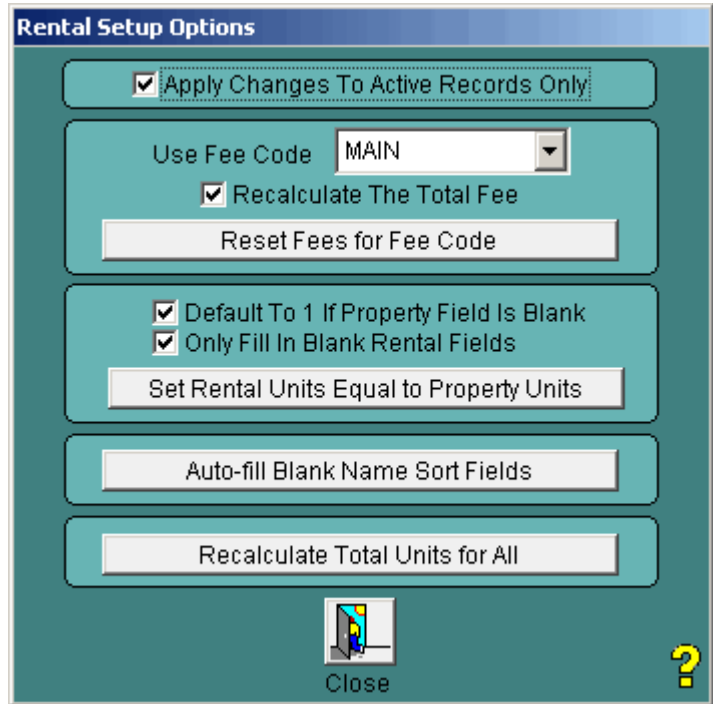 Rental Setup Options
Apply Changes To Active Records Only
Use Fee Code MAIN
Recalculate The Total Fee
Reset Fees for Fee Code
Default To 1 If Property Field Is Blank
Only Fill In Blank Rental Fields
Set Rental Units Equal to Property Units
Auto-fill Blank Name Sort Fields
Recalculate Total Units for All
Close
?